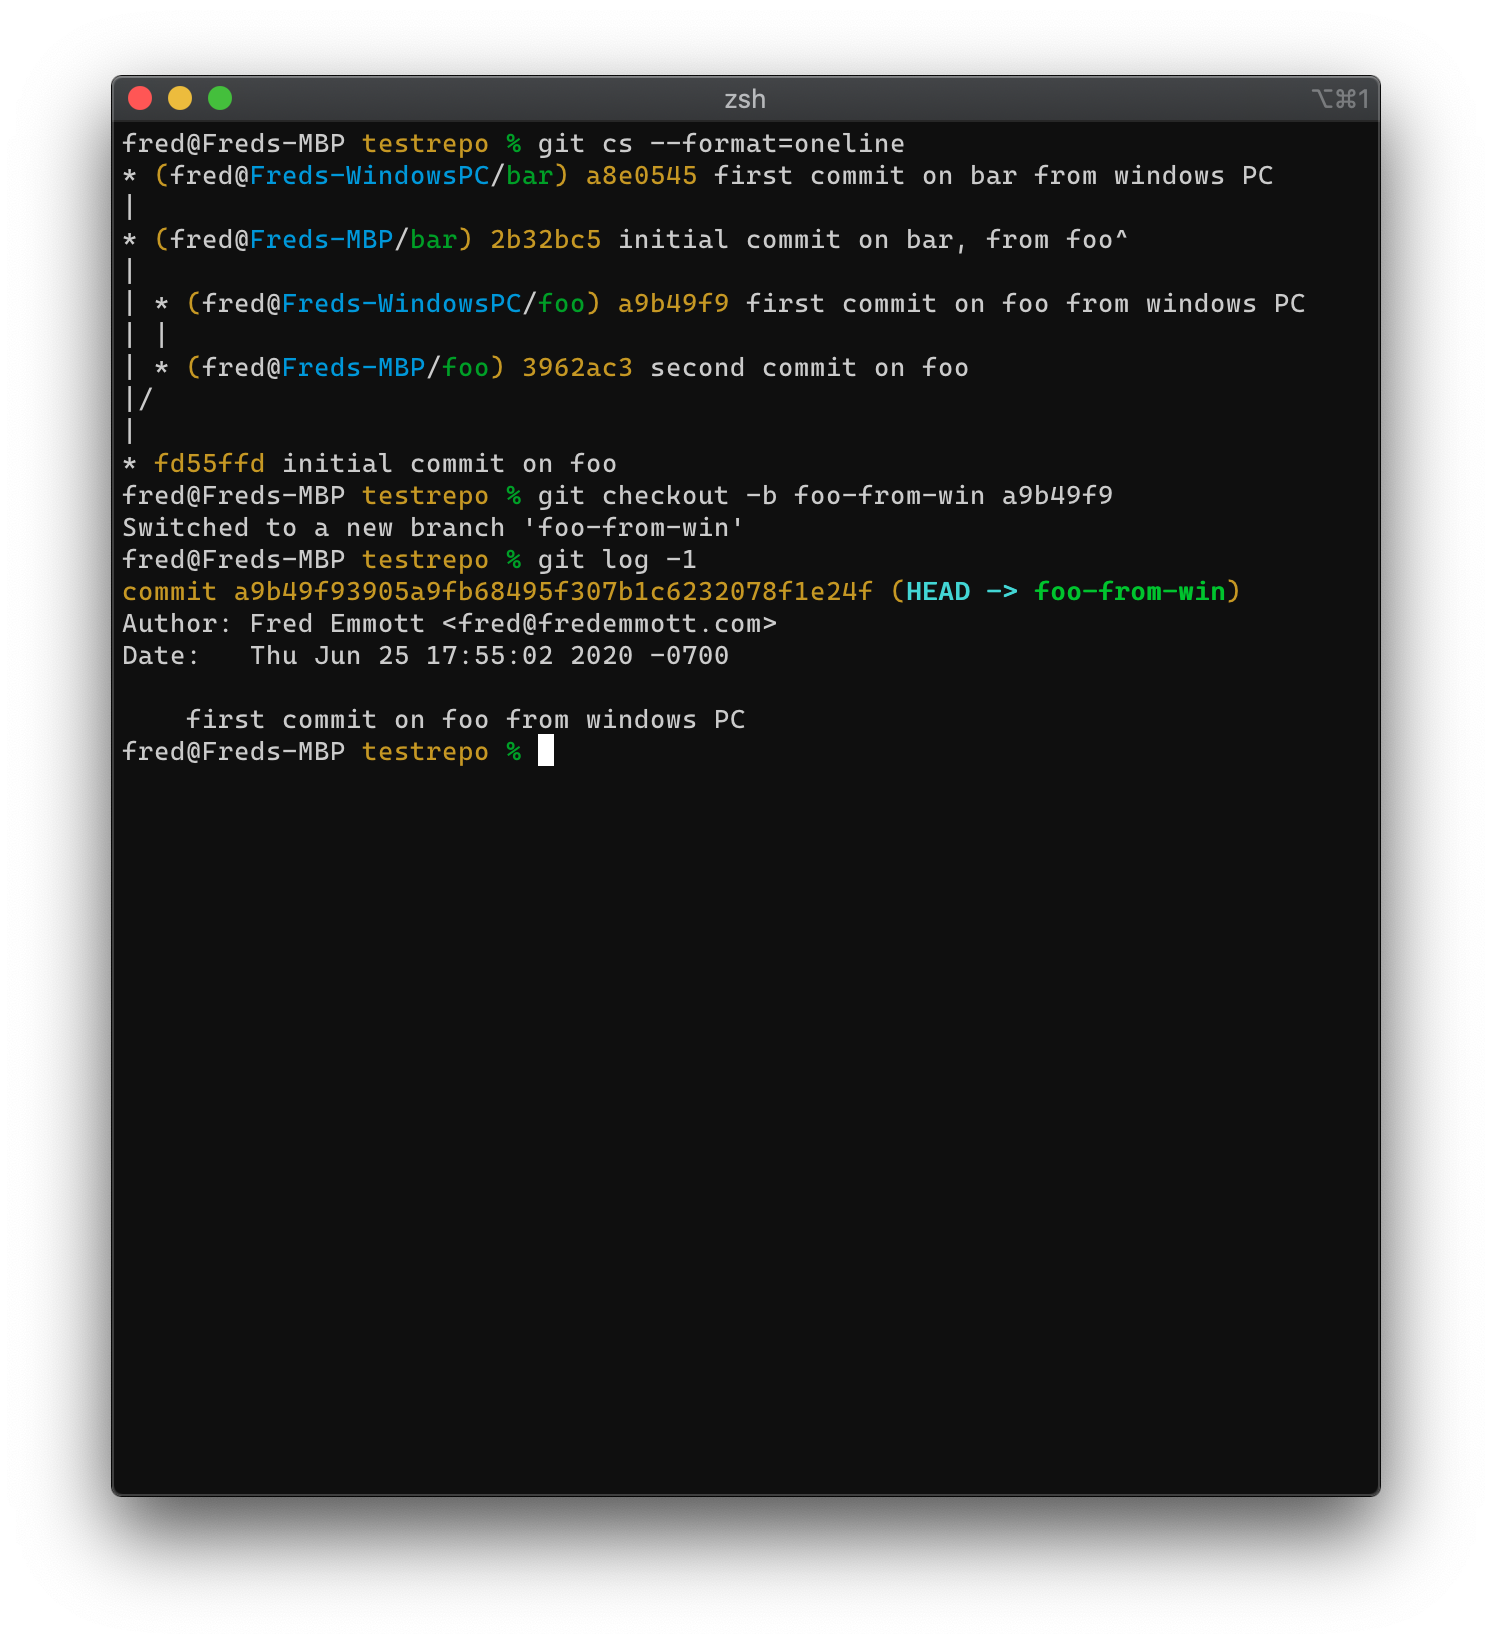 zsh
⌥⌘1
fred@Freds-MBP testrepo % git cs --format=oneline
* (fred@Freds-WindowsPC/bar) a8e0545 first commit on bar from windows PC
|
* (fred@Freds-MBP/bar) 2b32bc5 initial commit on bar, from foo^
|
| * (fred@Freds-WindowsPC/foo) a9b49f9 first commit on foo from windows PC
| |
| * (fred@Freds-MBP/foo) 3962ac3 second commit on foo
|/
|
* fd55ffd initial commit on foo
fred@Freds-MBP testrepo % git checkout -b foo-from-win a9b49f9
Switched to a new branch 'foo-from-win'
fred@Freds-MBP testrepo % git log -1
commit a9b49f93905a9fb68495f307b1c6232078f1e24f (HEAD -> foo-from-win)
Author: Fred Emmott <fred@fredemmott.com>
Date:   Thu Jun 25 17:55:02 2020 -0700

    first commit on foo from windows PC
fred@Freds-MBP testrepo %